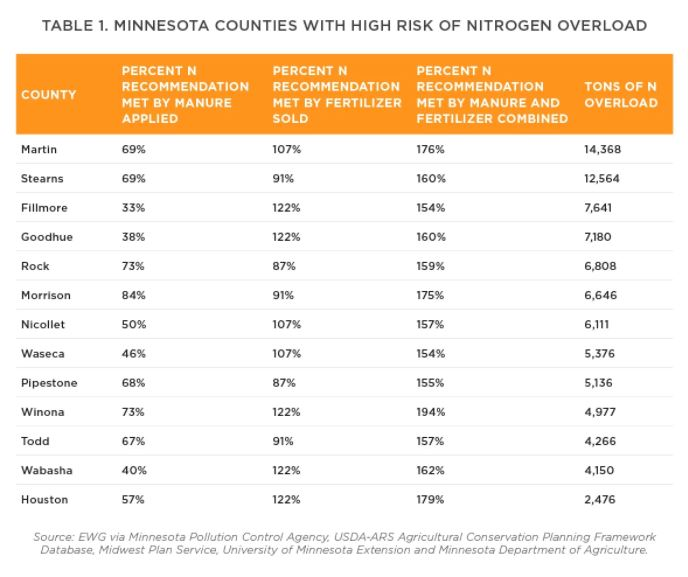 TABLE 1. MINNESOTA COUNTIES WITH HIGH RISK OF NITROGEN OVERLOAD
COUNTY PERCENT N RECOMMENDATION MET BY MANURE APPLIED PERCENT N RECOMMENDATION MET BY FERTILIZER SOLD PERCENT N RECOMMENDATION MET BY MANURE AND FERTILIZER COMBINED TONS OF N OVERLOAD
Martin 69% 107% 176% 14,368
Stearns 69% 91% 160% 12,564
Fillmore 33% 122% 154% 7,641
Goodhue 38% 122% 160% 7,180
Rock 73% 87% 159% 6,808
Morrison 84% 91% 175% 6,646
Nicollet 50% 107% 157% 6,111
Waseca 46% 107% 154% 5,376
Pipestone 68% 87% 155% 5,136
Winona 73% 122% 194% 4,977
Todd 67% 91% 157% 4,266
Wabasha 40% 122% 162% 4,150
Houston 57% 122% 179% 2,476
Source: EWG via Minnesota Pollution Control Agency, USDA-ARS Agricultural Conservation Planning Framework
Database, Midwest Plan Service, University of Minnesota Extension and Minnesota Department of Agriculture.